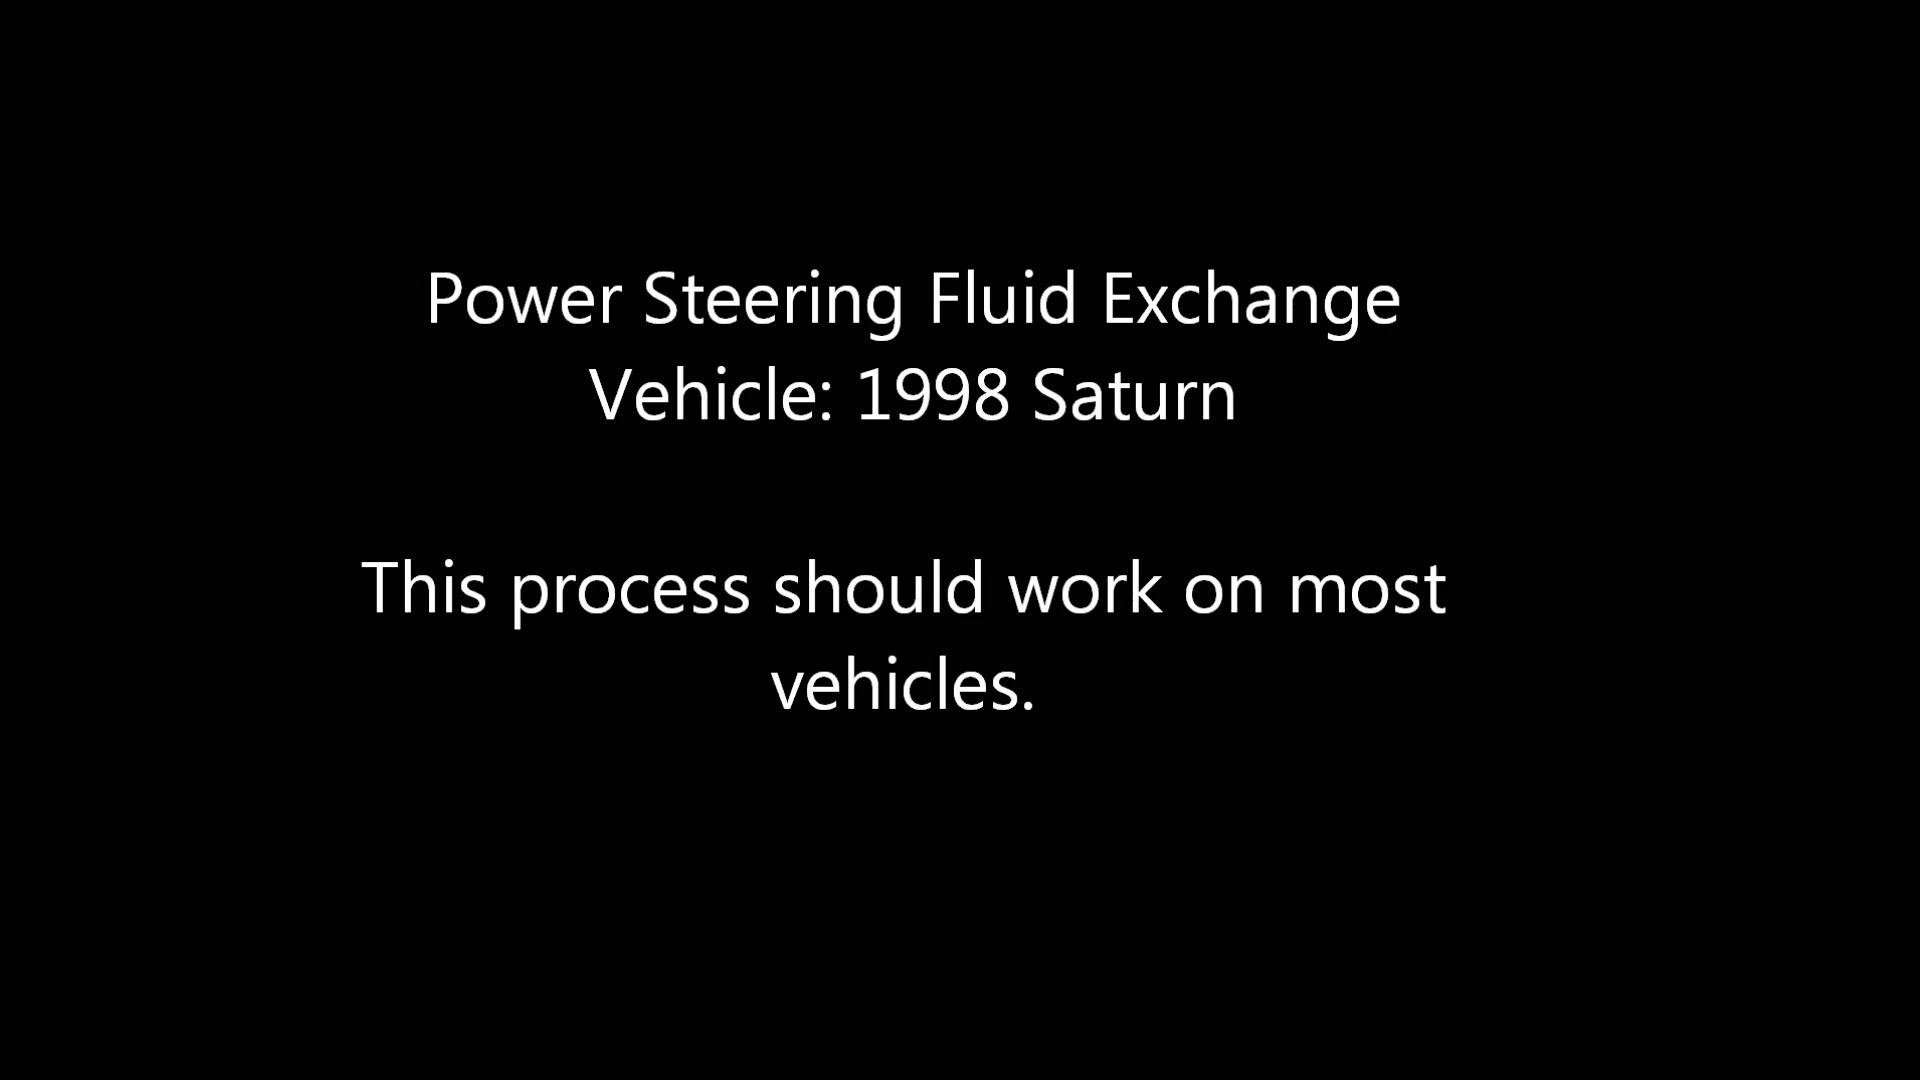 Power Steering Fluid Exchange
Vehicle: 1998 Saturn
This process should work on most
vehicles.